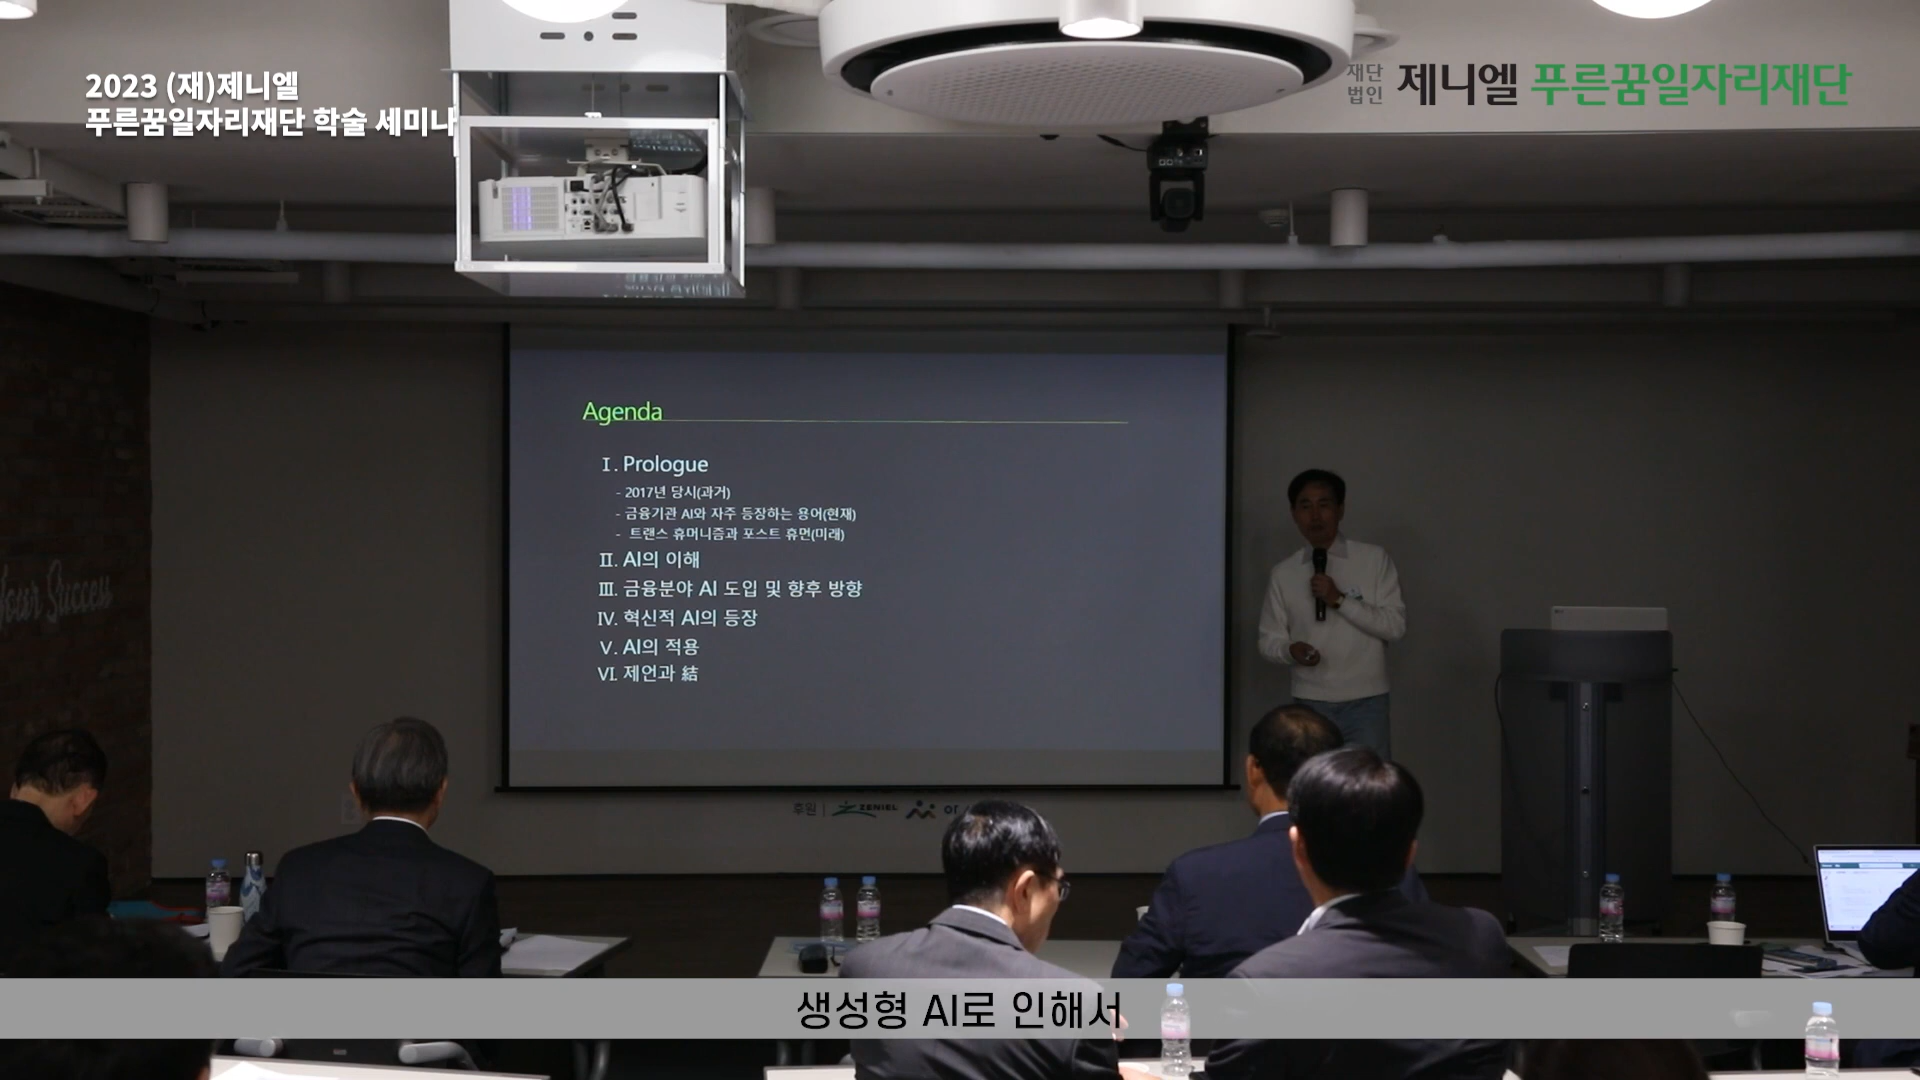 2023 (재)제니엘
푸른꿈일자리재단 학술 세미나
재단
법인
제니엘 푸른꿈일자리재단
Your Success
Agenda
Ⅰ. Prologue
- 2017년 당시(과거)
- 금융기관 AI와 자주 등장하는 용어(현재)
- 트랜스 휴머니즘과 포스트 휴먼(미래)
Ⅱ. AI의 이해
Ⅲ. 금융분야 AI 도입 및 향후 방향
Ⅳ. 혁신적 AI의 등장
Ⅴ. AI의 적용
Ⅵ. 제언과 結
후원 | ZENIEL
생성형 AI로 인해서